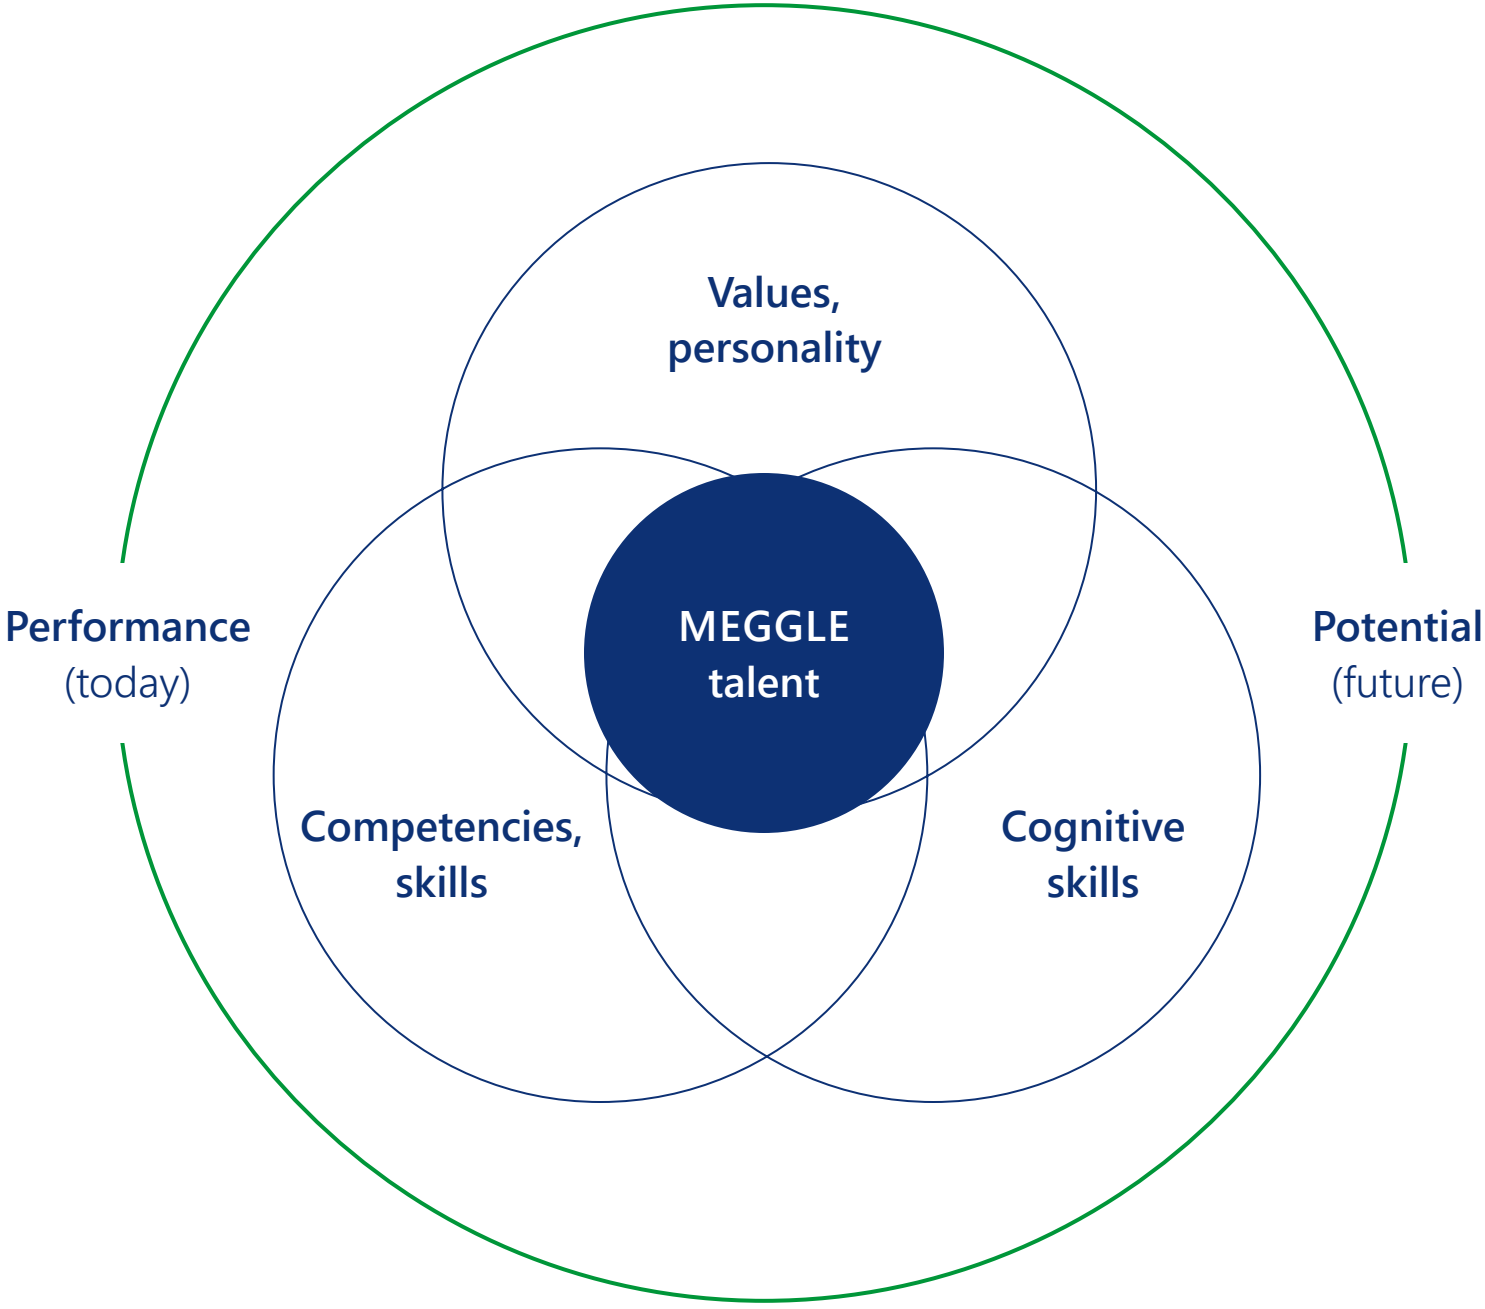 Values,
personality
MEGGLE
talent
Performance
(today)
Potential
(future)
Competencies,
skills
Cognitive
skills